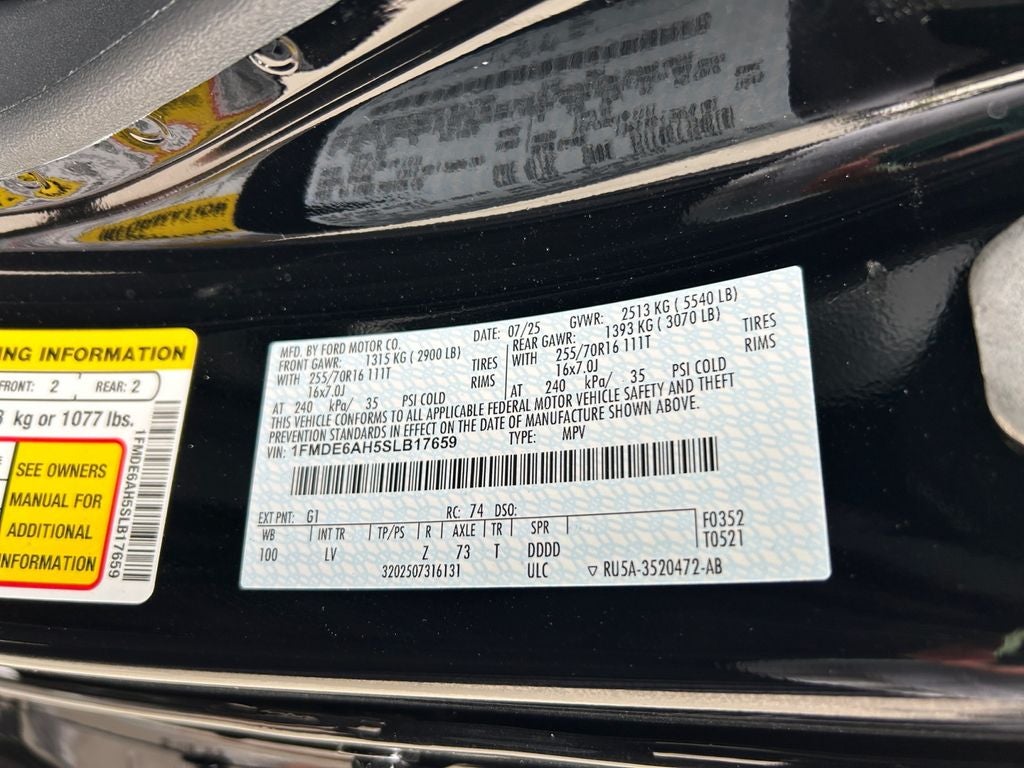 NG INFORMATION
FRONT: 2 REAR: 2
kg or 1077 lbs.
SEE OWNERS
MANUAL FOR
ADDITIONAL
INFORMATION
1FMDE6AH5SLB17659
MFD. BY FORD MOTOR CO. DATE: 07/25 GVWR: 2513 KG ( 5540 LB)
FRONT GAWR: 1315 KG ( 2900 LB) REAR GAWR: 1393 KG ( 3070 LB)
WITH 255/70R16 111T TIRES WITH 255/70R16 111T TIRES
16x7.0J RIMS 16x7.0J RIMS
AT 240 kPa/ 35 PSI COLD AT 240 kPa/ 35 PSI COLD
THIS VEHICLE CONFORMS TO ALL APPLICABLE FEDERAL MOTOR VEHICLE SAFETY AND THEFT
PREVENTION STANDARDS IN EFFECT ON THE DATE OF MANUFACTURE SHOWN ABOVE.
VIN: 1FMDE6AH5SLB17659 TYPE: MPV
EXT PNT: G1 RC: 74 DSO:
WB INT TR TP/PS R AXLE TR SPR F0352
100 LV Z 73 T DDDD T0521
3202507316131 ULC ▽ RU5A-3520472-AB